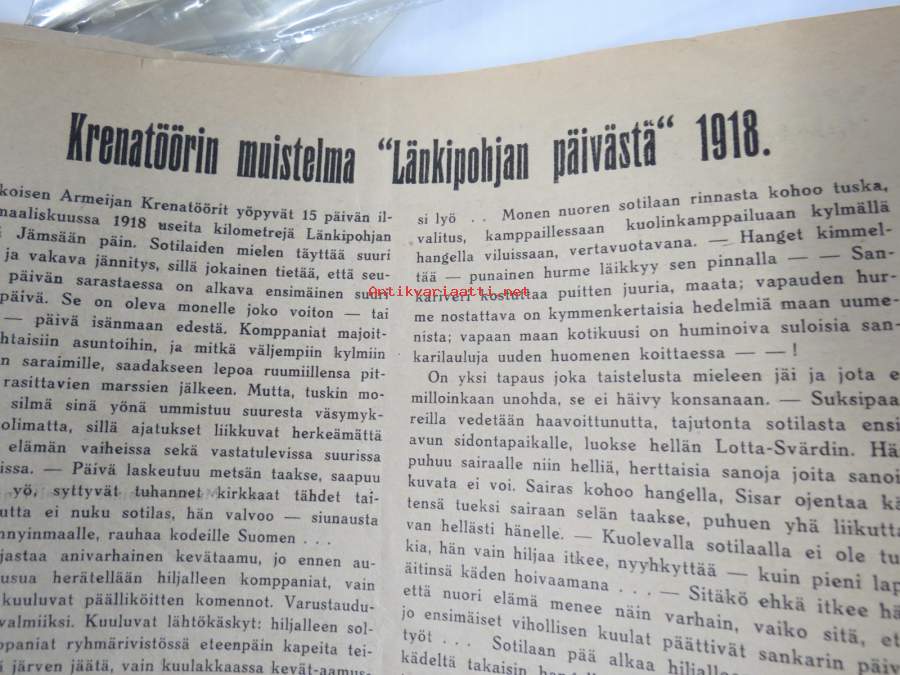 Krenatöörin muistelma “Länkipohjan päivästä“ 1918.
koisen Armeijan Krenatöörit yöpyvät 15 päivän il-
maaliskuussa 1918 useita kilometrejä Länkipohjan
Jämsään päin. Sotilaiden mielen täyttää suuri
ja vakava jännitys, sillä jokainen tietää, että seu-
päivän sarastaessa on alkava ensimäinen suuri
päivä. Se on oleva monelle joko voiton — tai
— päivä isänmaan edestä. Komppaniat majoit-
htaisiin asuntoihin, ja mitkä väljempiin kylmiin
n saraimille, saadakseen lepoa ruumiillensa pit-
rasittavien marssien jälkeen. Mutta, tuskin mo-
silmä sinä yönä ummistuu suuresta väsymyk-
olimatta, sillä ajatukset liikkuvat herkeämättä
elämän vaiheissa sekä vastatulevissa suurissa
issa. — Päivä laskeutuu metsän taakse, saapuu
yö, syttyvät tuhannet kirkkaat tähdet tai-
utta ei nuku sotilas, hän valvoo — siunausta
nnyinmaalle, rauhaa kodeille Suomen . . .
jastaa anivarhainen kevätaamu, jo ennen au-
usua herätellään hiljalleen komppaniat, vain
kuuluvat päälliköitten komennot. Varustaudu-
valmiiksi. Kuuluvat lähtökäskyt: hiljalleen sol-
ppaniat ryhmärivistössä eteenpäin kapeita tei-
järven jäätä, vain kuulakkaassa kevät-aamus-
si lyö . . Monen nuoren sotilaan rinnasta kohoo tuska,
valitus, kamppaillessaan kuolinkamppailuaan kylmällä
hangella viluissaan, vertavuotavana. — Hanget kimmel-
tää — punainen hurme läikkyy sen pinnalla — — San-
kariveri kostuttaa puitten juuria, maata; vapauden hur-
me nostattava on kymmenkertaisia hedelmiä maan uume-
nista; vapaan maan kotikuusi on huminoiva suloisia san-
karilauluja uuden huomenen koittaessa — — !
On yksi tapaus joka taistelusta mieleen jäi ja jota e
milloinkaan unohda, se ei häivy konsanaan. — Suksipaa
reilla vedetään haavoittunutta, tajutonta sotilasta ensi
avun sidontapaikalle, luokse hellän Lotta-Svärdin. Hä
puhuu sairaalle niin helliä, herttaisia sanoja joita sanoi
kuvata ei voi. Sairas kohoo hangella, Sisar ojentaa kä
tensä tueksi sairaan selän taakse, puhuen yhä liikutta
van hellästi hänelle. — Kuolevalla sotilaalla ei ole tu
kia, hän vain hiljaa itkee, nyyhkyttää — kuin pieni lap
äitinsä käden hoivaamana . . . — Sitäkö ehkä itkee hä
että nuori elämä menee näin varhain, vaiko sitä, et
jo ensimäiset vihollisen kuulat päättivät sankarin päiv
työt . . . Sotilaan pää alkaa hiljalle
kädeltä takaisin
Antikvariaatti.net